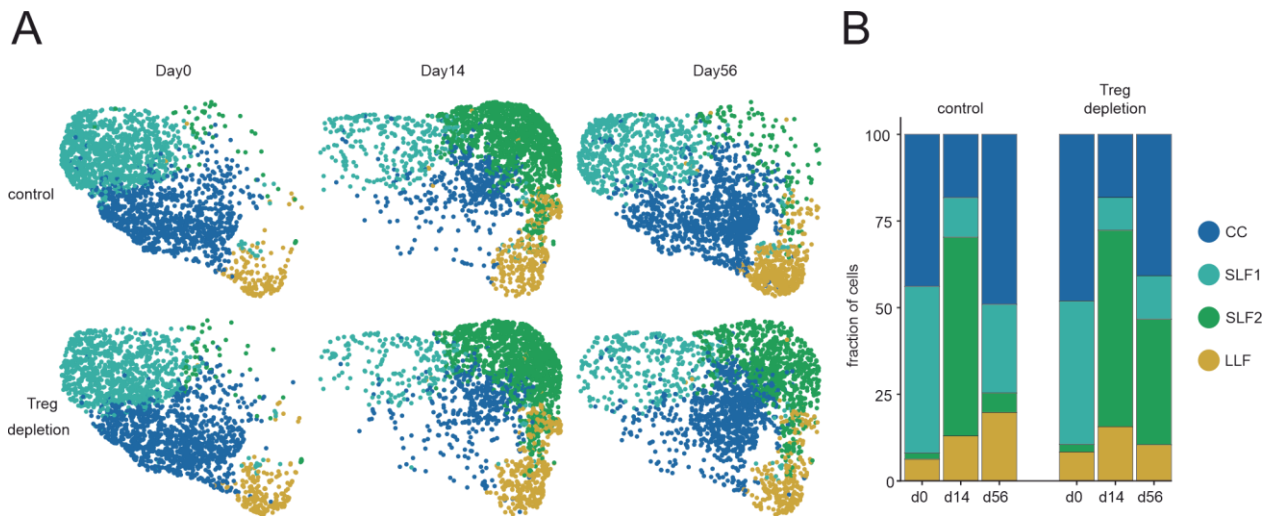 A
Day0
Day14
Day56
control
Treg
depletion
B
control
Treg
depletion
fraction of cells
100
75
50
25
0
d0 d14 d56
d0 d14 d56
CC
SLF1
SLF2
LLF